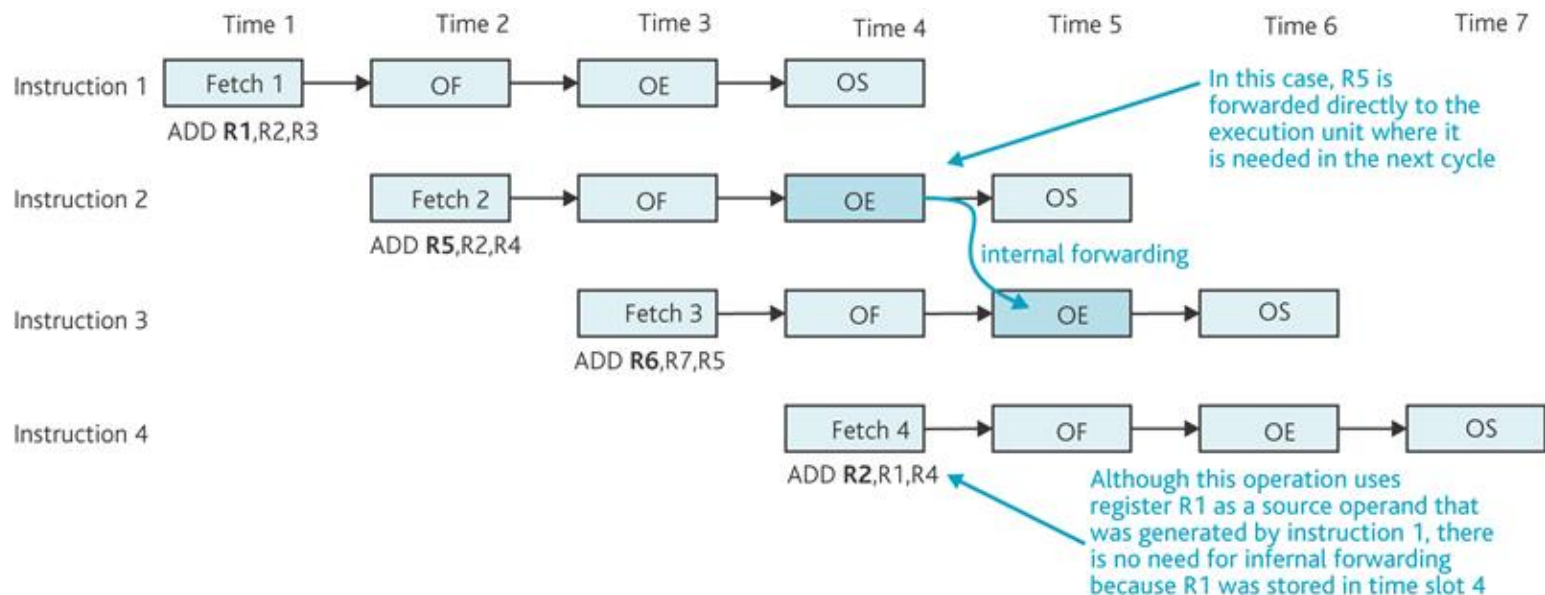 Time 1 Time 2 Time 3 Time 4 Time 5 Time 6 Time 7
Instruction 1 Fetch 1 OF OE OS
ADD R1,R2,R3
In this case, R5 is
forwarded directly to the
execution unit where it
is needed in the next cycle
Instruction 2 Fetch 2 OF OE OS
ADD R5,R2,R4
internal forwarding
Instruction 3 Fetch 3 OF OE OS
ADD R6,R7,R5
Instruction 4 Fetch 4 OF OE OS
ADD R2,R1,R4
Although this operation uses
register R1 as a source operand that
was generated by instruction 1, there
is no need for infernal forwarding
because R1 was stored in time slot 4